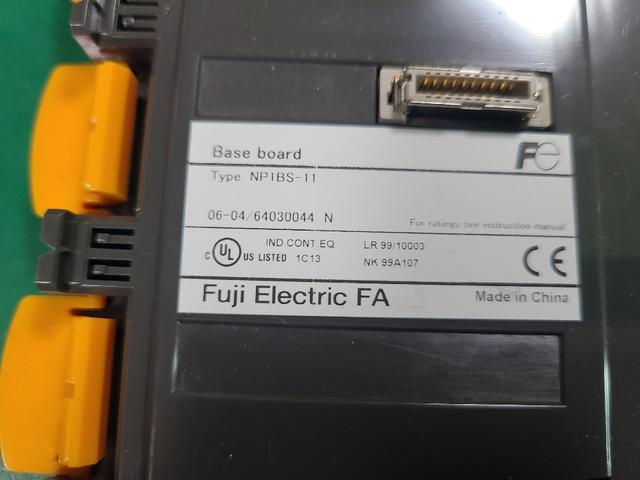 Base board
Fe
Type NP1BS-11
06-04/64030044 N
For ratings see instruction manual.
C UL US LISTED
IND.CONT.EQ.
1C13
LR 99/10003
NK 99A107
CE
Fuji Electric FA
Made in China